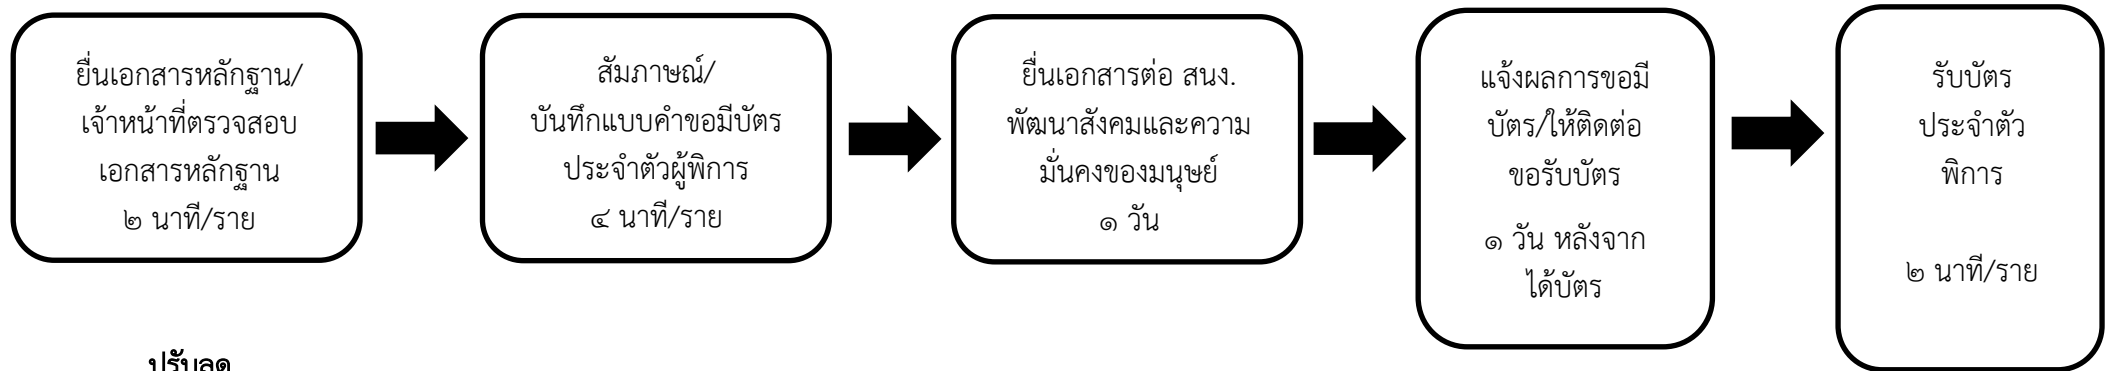 ยื่นเอกสารหลักฐาน/
เจ้าหน้าที่ตรวจสอบ
เอกสารหลักฐาน
๒ นาที/ราย
สัมภาษณ์/
บันทึกแบบคำขอมีบัตร
ประจำตัวผู้พิการ
๔ นาที/ราย
ยื่นเอกสารต่อ สนง.
พัฒนาสังคมและความ
มั่นคงของมนุษย์
๑ วัน
แจ้งผลการขอมี
บัตร/ให้ติดต่อ
ขอรับบัตร
๑ วัน หลังจาก
ได้บัตร
รับบัตร
ประจำตัว
พิการ
๒ นาที/ราย
ปรับลด